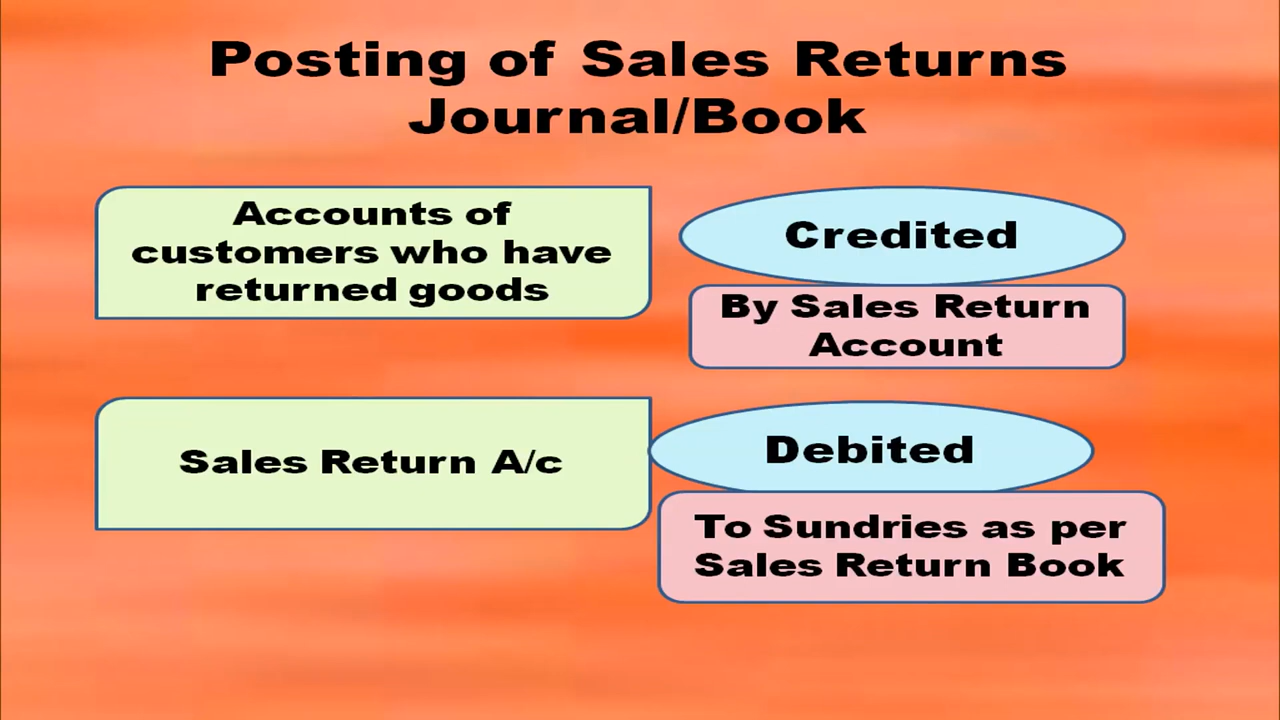 Posting of Sales Returns
Journal/Book
Accounts of
customers who have
returned goods
Credited
By Sales Return
Account
Sales Return A/c
Debited
To Sundries as per
Sales Return Book